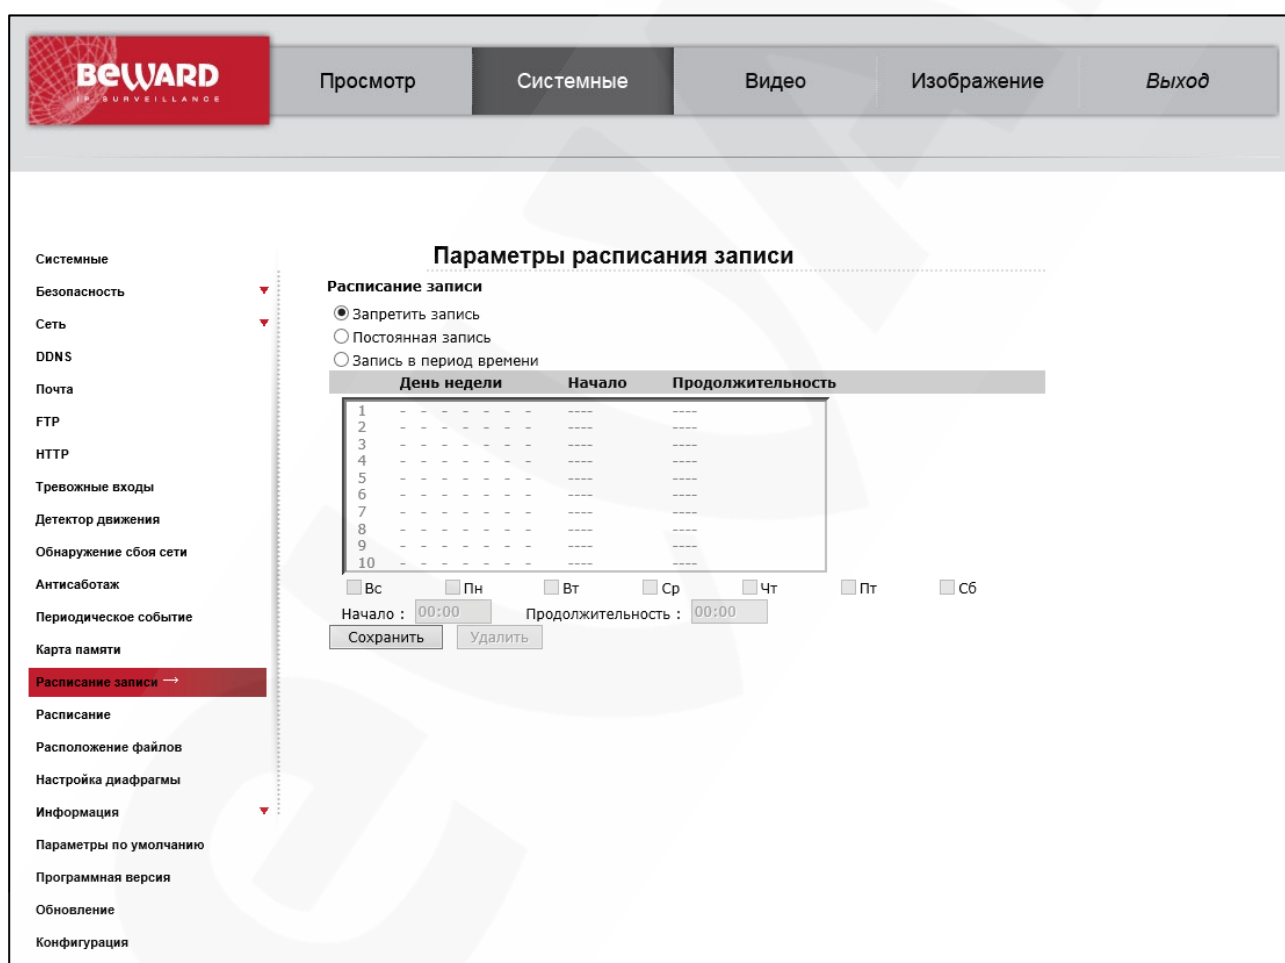 BEWARD
IP SURVEILLANCE
Просмотр
Системные
Видео
Изображение
Выход
Системные
Безопасность
Сеть
DDNS
Почта
FTP
HTTP
Тревожные входы
Детектор движения
Обнаружение сбоя сети
Антисаботаж
Периодическое событие
Карта памяти
Расписание записи →
Расписание
Расположение файлов
Настройка диафрагмы
Информация
Параметры по умолчанию
Программная версия
Обновление
Конфигурация
Параметры расписания записи
Расписание записи
Запретить запись
Постоянная запись
Запись в период времени
День недели Начало Продолжительность
1 - - - - - - - ---- ----
2 - - - - - - - ---- ----
3 - - - - - - - ---- ----
4 - - - - - - - ---- ----
5 - - - - - - - ---- ----
6 - - - - - - - ---- ----
7 - - - - - - - ---- ----
8 - - - - - - - ---- ----
9 - - - - - - - ---- ----
10 - - - - - - - ---- ----
Вс Пн Вт Ср Чт Пт Сб
Начало : 00:00 Продолжительность : 00:00
Сохранить Удалить